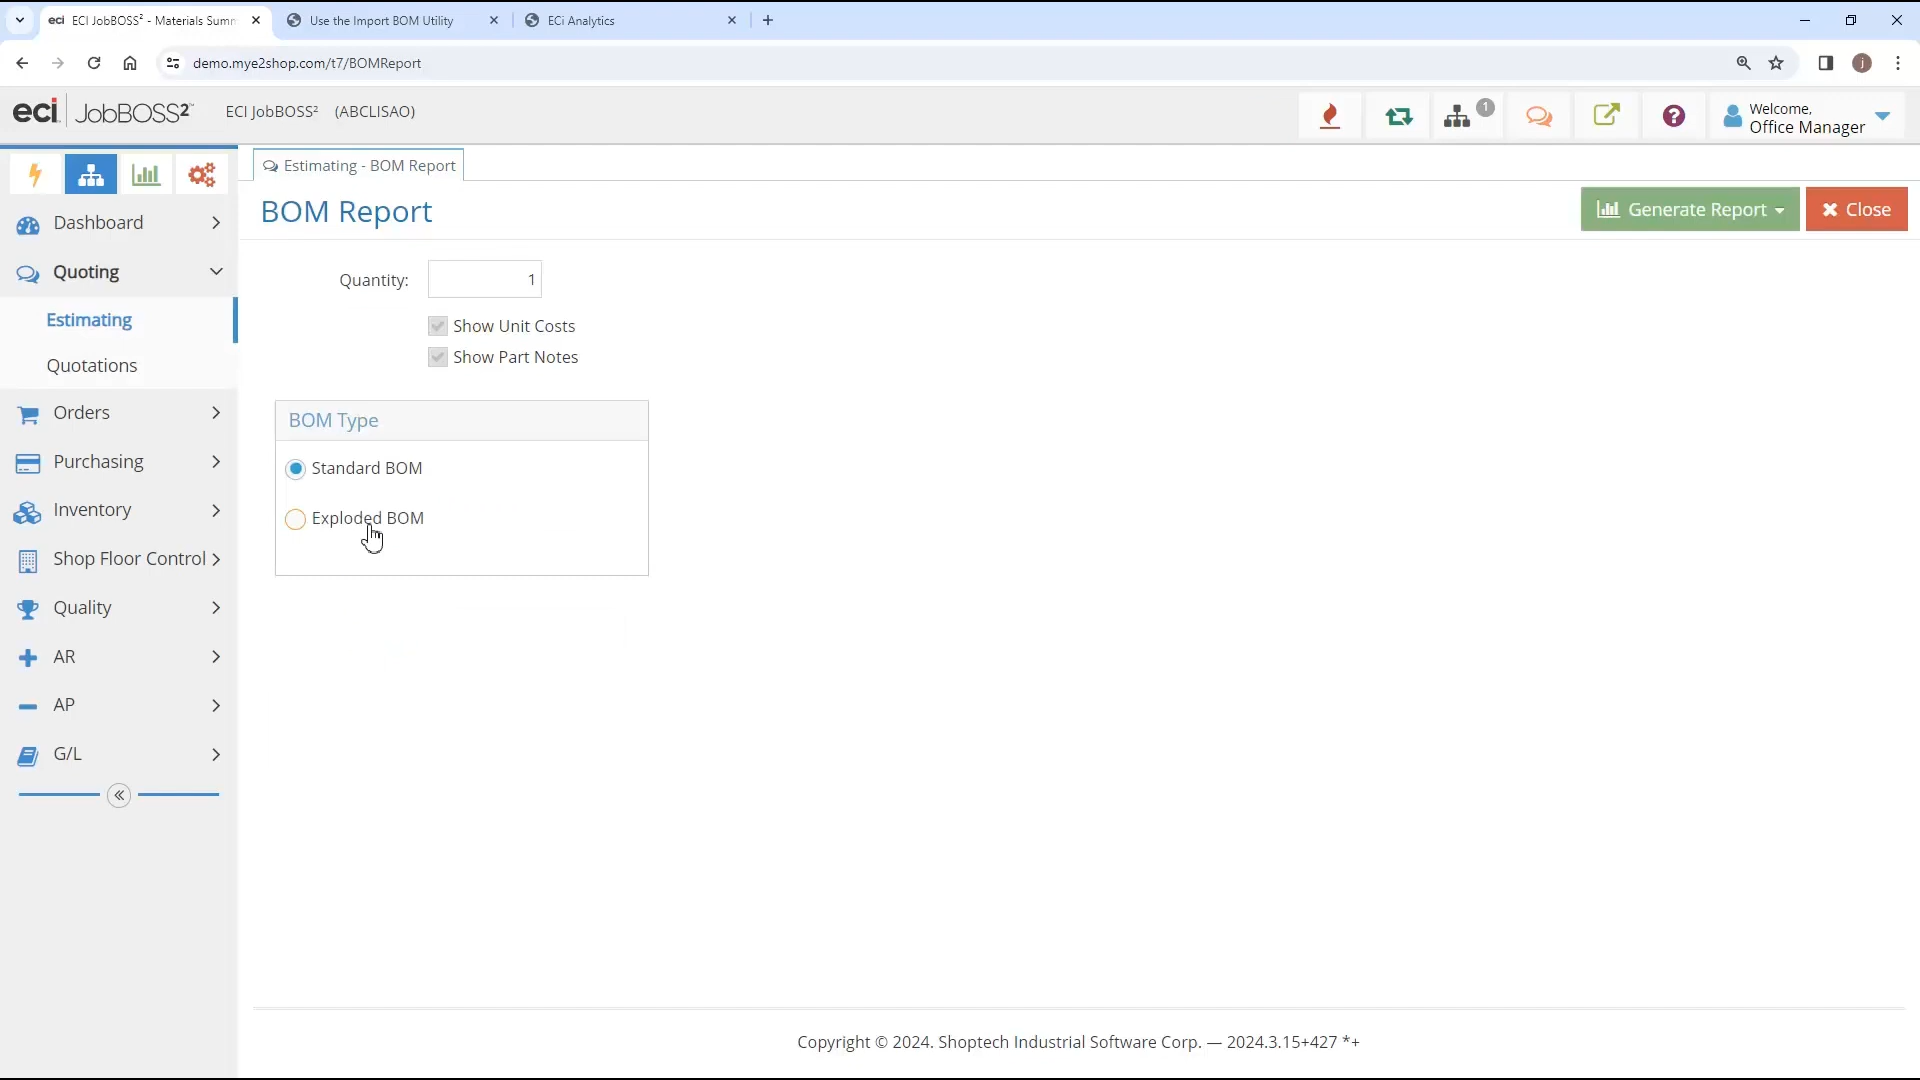 eci ECI JobBOSS² - Materials Summ
Use the Import BOM Utility
ECi Analytics
demo.mye2shop.com/t7/BOMReport
j
eci JobBOSS²™
ECI JobBOSS² (ABCLISAO)
1
Welcome,
Office Manager
Dashboard
Quoting
Estimating
Quotations
Orders
Purchasing
Inventory
Shop Floor Control
Quality
AR
AP
G/L
Estimating - BOM Report
BOM Report
Generate Report
Close
Quantity: 1
Show Unit Costs
Show Part Notes
BOM Type
Standard BOM
Exploded BOM
Copyright © 2024. Shoptech Industrial Software Corp. — 2024.3.15+427 *+